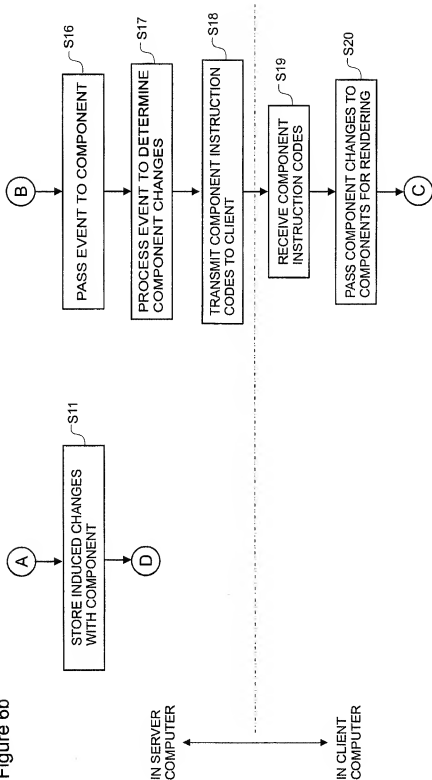 Figure 6b
A
STORE INDUCED CHANGES
WITH COMPONENT
S11
D
B
PASS EVENT TO COMPONENT
S16
PROCESS EVENT TO DETERMINE
COMPONENT CHANGES
S17
TRANSMIT COMPONENT INSTRUCTION
CODES TO CLIENT
S18
RECEIVE COMPONENT
INSTRUCTION CODES
S19
PASS COMPONENT CHANGES TO
COMPONENTS FOR RENDERING
S20
C
IN SERVER
COMPUTER
IN CLIENT
COMPUTER